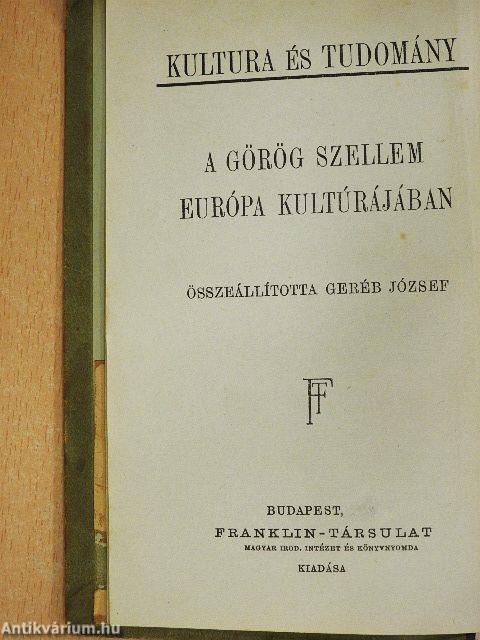 KULTURA ÉS TUDOMÁNY
A GÖRÖG SZELLEM
EURÓPA KULTÚRÁJÁBAN
ÖSSZEÁLLÍTOTTA GERÉB JÓZSEF
FT
BUDAPEST,
FRANKLIN-TÁRSULAT
MAGYAR IROD. INTÉZET ÉS KÖNYVNYOMDA
KIADÁSA
Antikvárium.hu